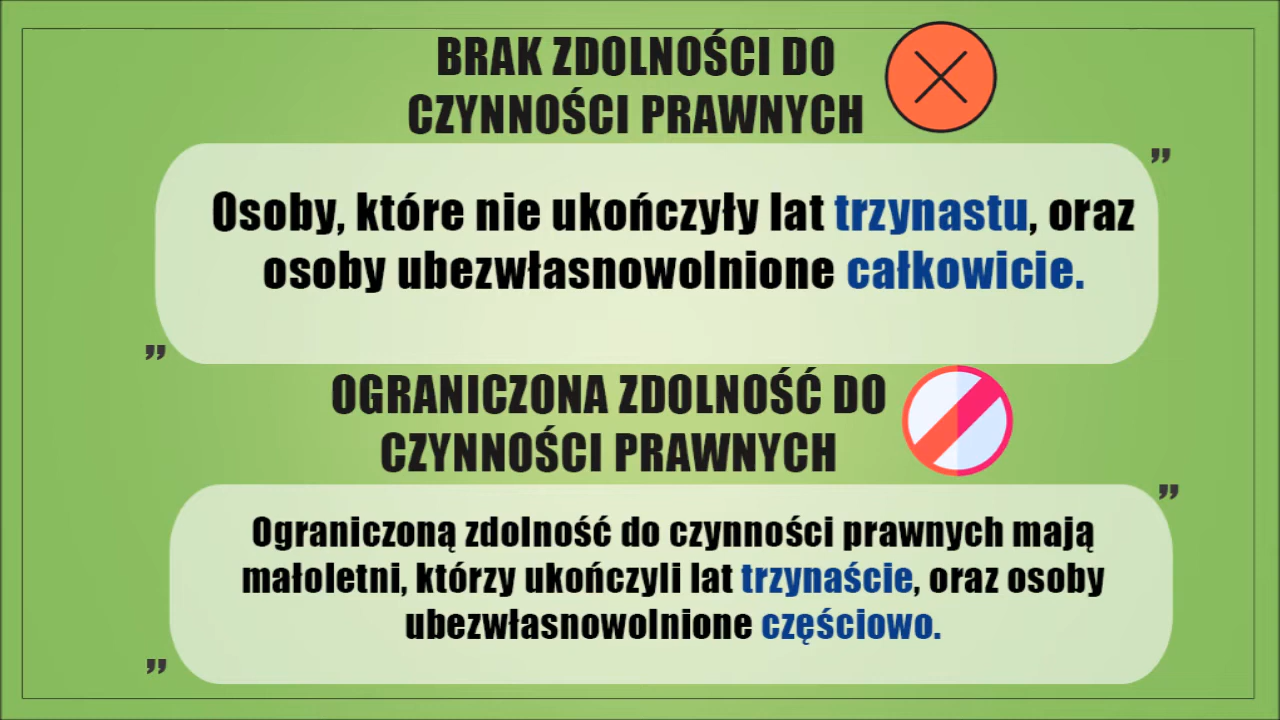 BRAK ZDOLNOŚCI DO
CZYNNOŚCI PRAWNYCH
”
Osoby, które nie ukończyły lat trzynastu, oraz
osoby ubezwłasnowolnione całkowicie.
”
OGRANICZONA ZDOLNOŚĆ DO
CZYNNOŚCI PRAWNYCH
”
Ograniczoną zdolność do czynności prawnych mają
małoletni, którzy ukończyli lat trzynaście, oraz osoby
ubezwłasnowolnione częściowo.
”